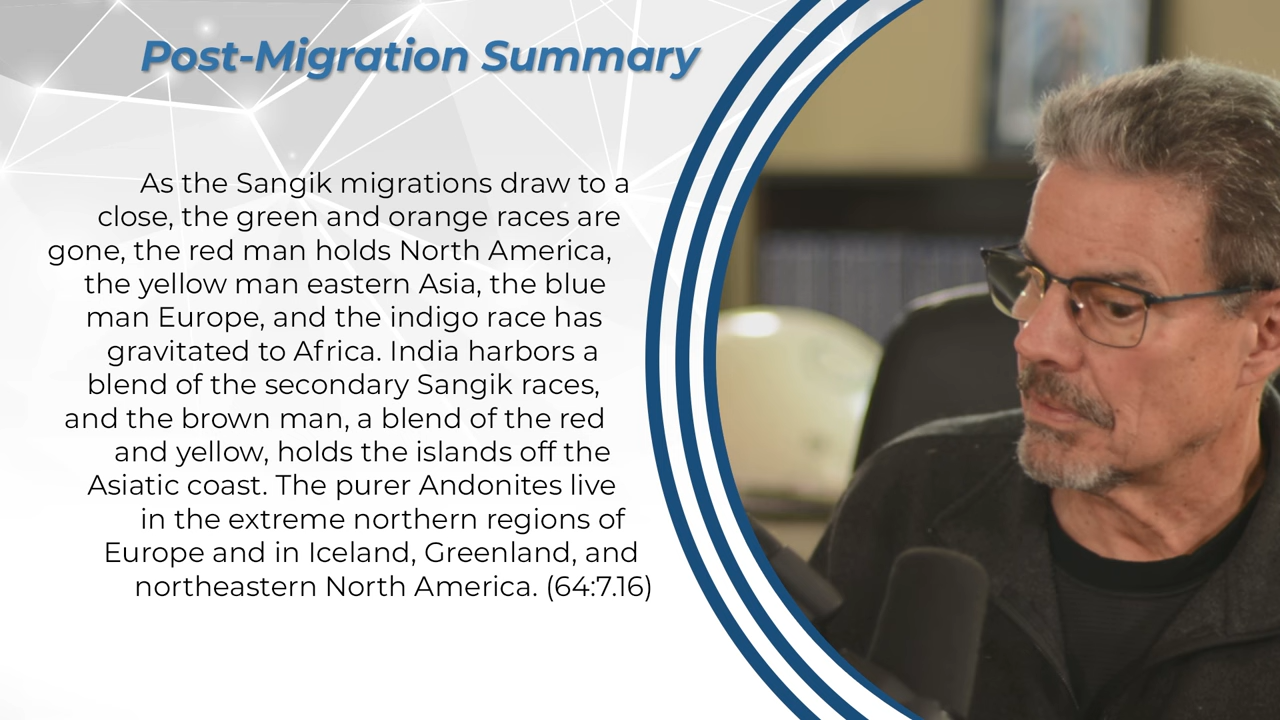 Post-Migration Summary
As the Sangik migrations draw to a
close, the green and orange races are
gone, the red man holds North America,
the yellow man eastern Asia, the blue
man Europe, and the indigo race has
gravitated to Africa. India harbors a
blend of the secondary Sangik races,
and the brown man, a blend of the red
and yellow, holds the islands off the
Asiatic coast. The purer Andonites live
in the extreme northern regions of
Europe and in Iceland, Greenland, and
northeastern North America. (64:7.16)